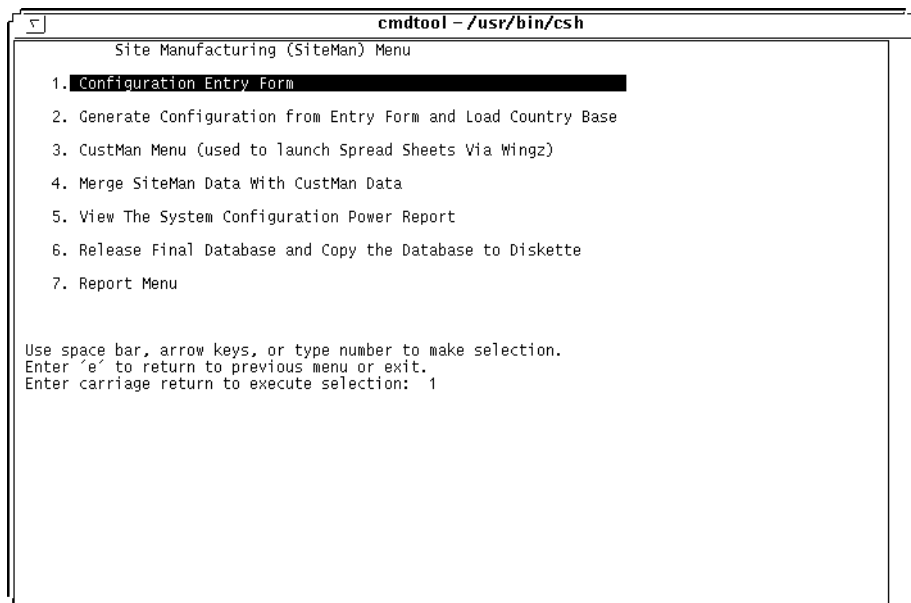 cmdtool – /usr/bin/csh
Site Manufacturing (SiteMan) Menu
1. Configuration Entry Form
2. Generate Configuration from Entry Form and Load Country Base
3. CustMan Menu (used to launch Spread Sheets Via Wingz)
4. Merge SiteMan Data With CustMan Data
5. View The System Configuration Power Report
6. Release Final Database and Copy the Database to Diskette
7. Report Menu
Use space bar, arrow keys, or type number to make selection.
Enter ´e´ to return to previous menu or exit.
Enter carriage return to execute selection: 1